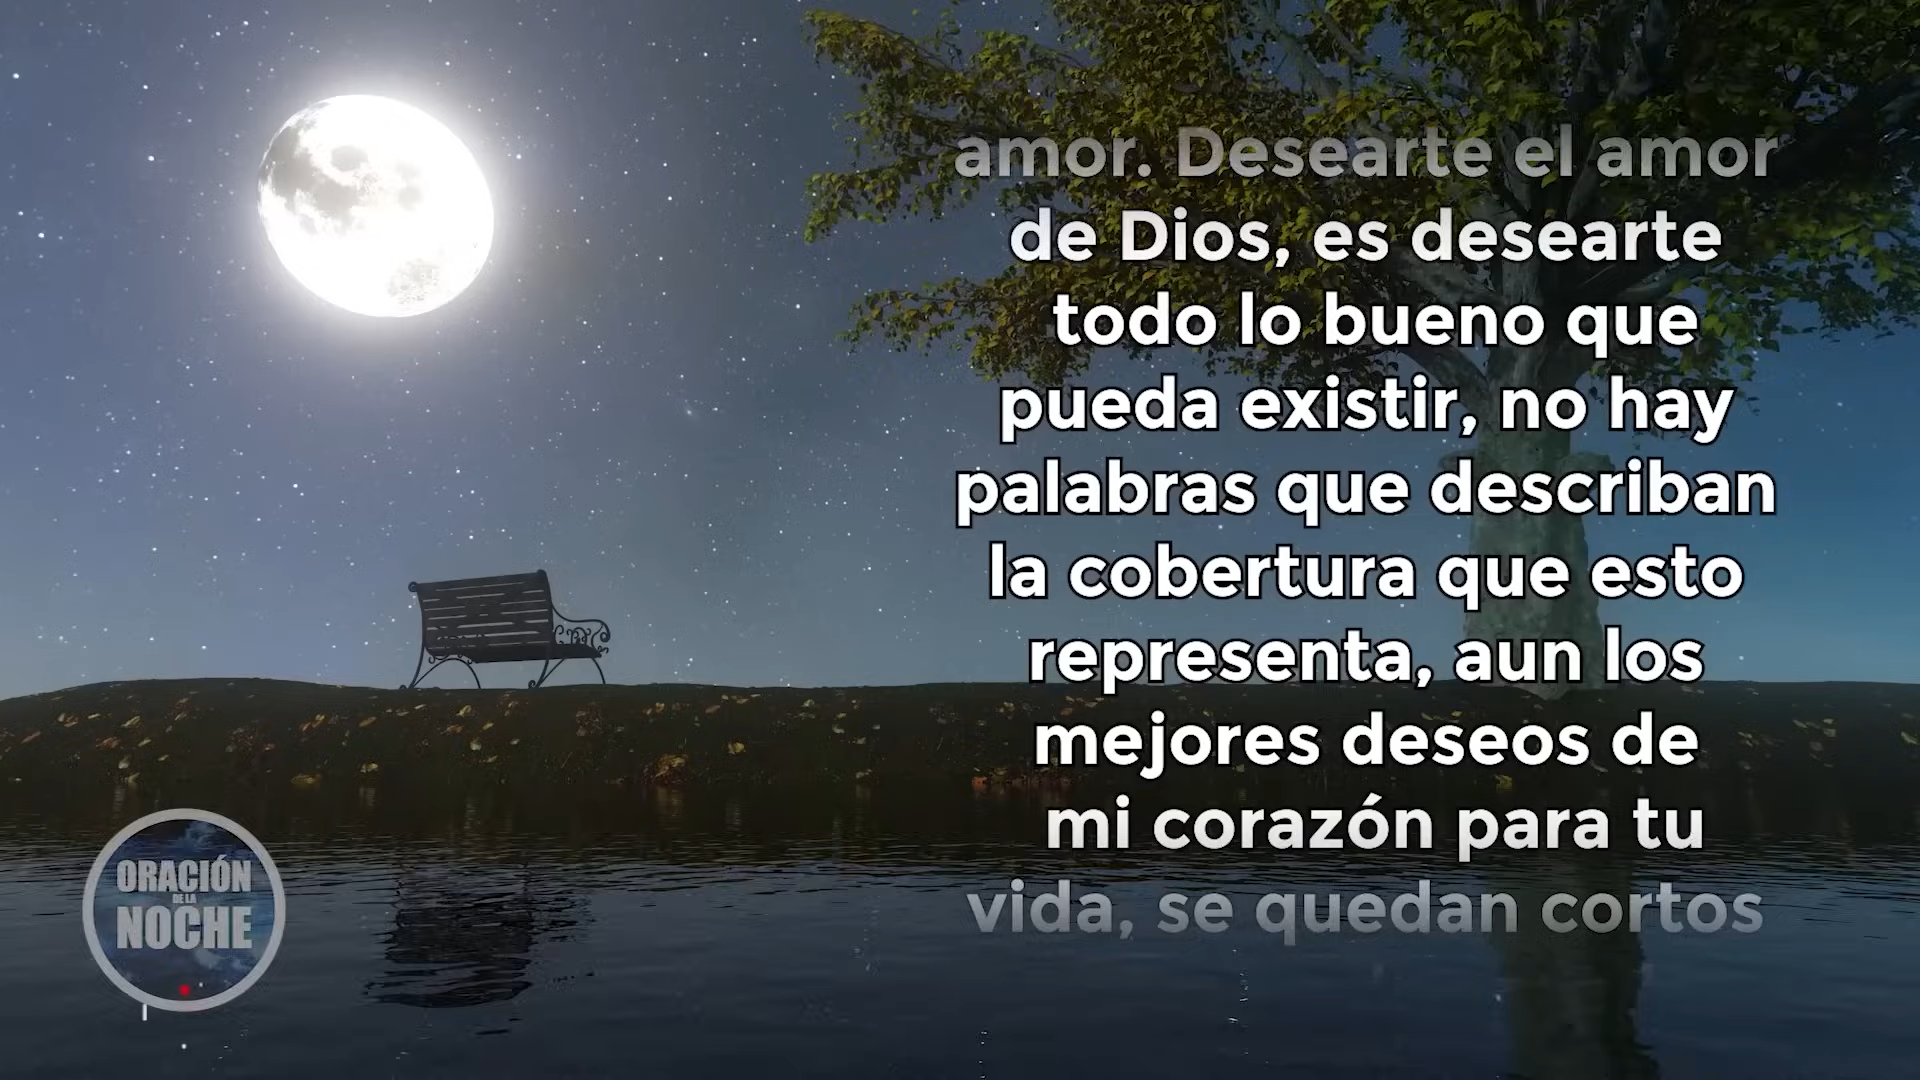 amor. Desearte el amor
de Dios, es desearte
todo lo bueno que
pueda existir, no hay
palabras que describan
la cobertura que esto
representa, aun los
mejores deseos de
mi corazón para tu
vida, se quedan cortos
ORACIÓN
DE LA
NOCHE